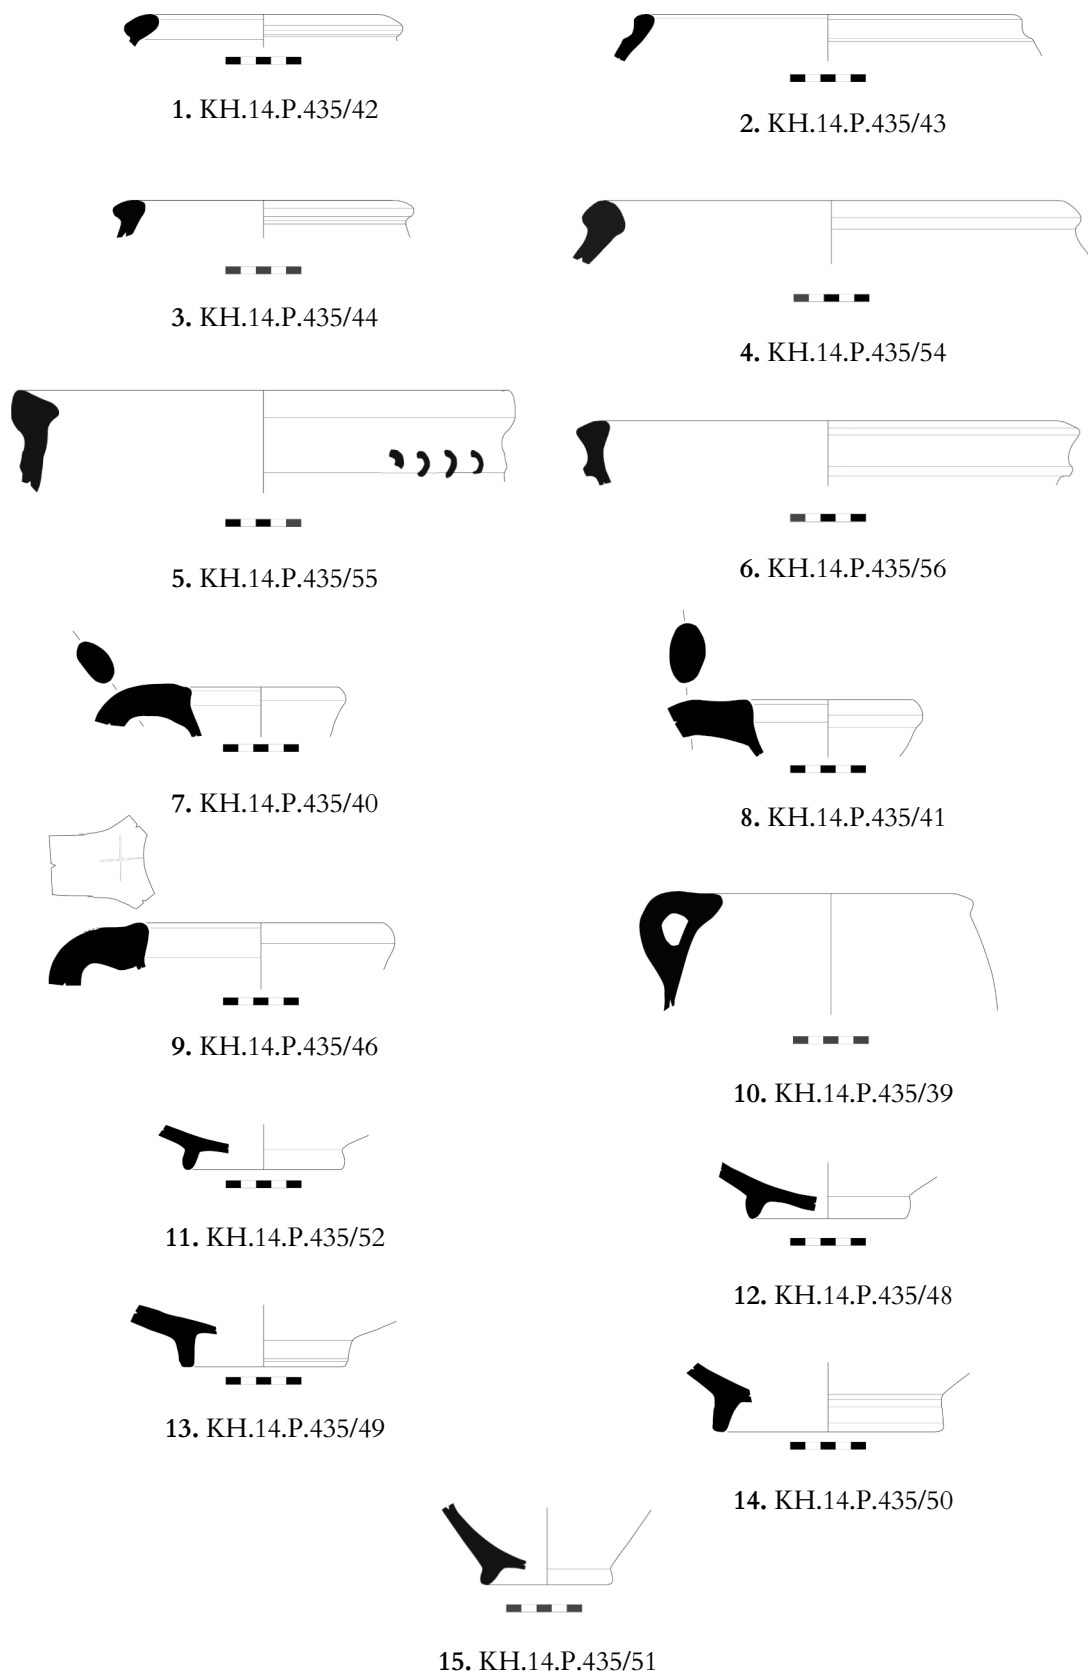 1. KH.14.P.435/42
2. KH.14.P.435/43
3. KH.14.P.435/44
4. KH.14.P.435/54
5. KH.14.P.435/55
6. KH.14.P.435/56
7. KH.14.P.435/40
8. KH.14.P.435/41
9. KH.14.P.435/46
10. KH.14.P.435/39
11. KH.14.P.435/52
12. KH.14.P.435/48
13. KH.14.P.435/49
14. KH.14.P.435/50
15. KH.14.P.435/51